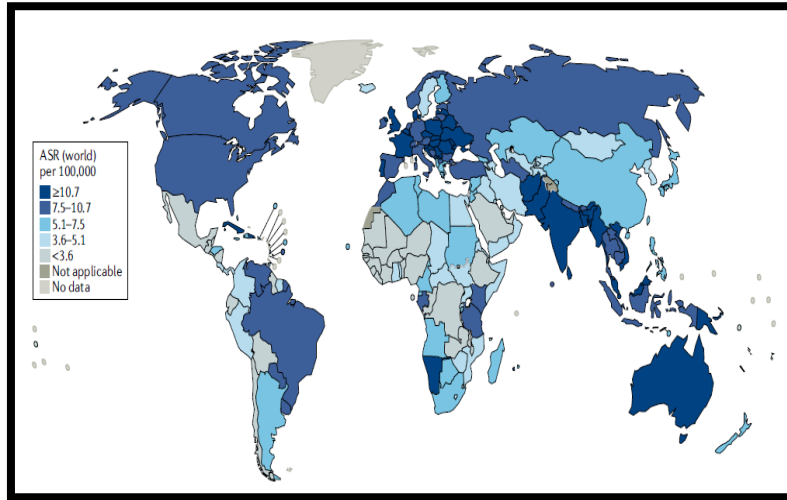 ASR (world)
per 100,000
≥10.7
7.5–10.7
5.1–7.5
3.6–5.1
<3.6
Not applicable
No data